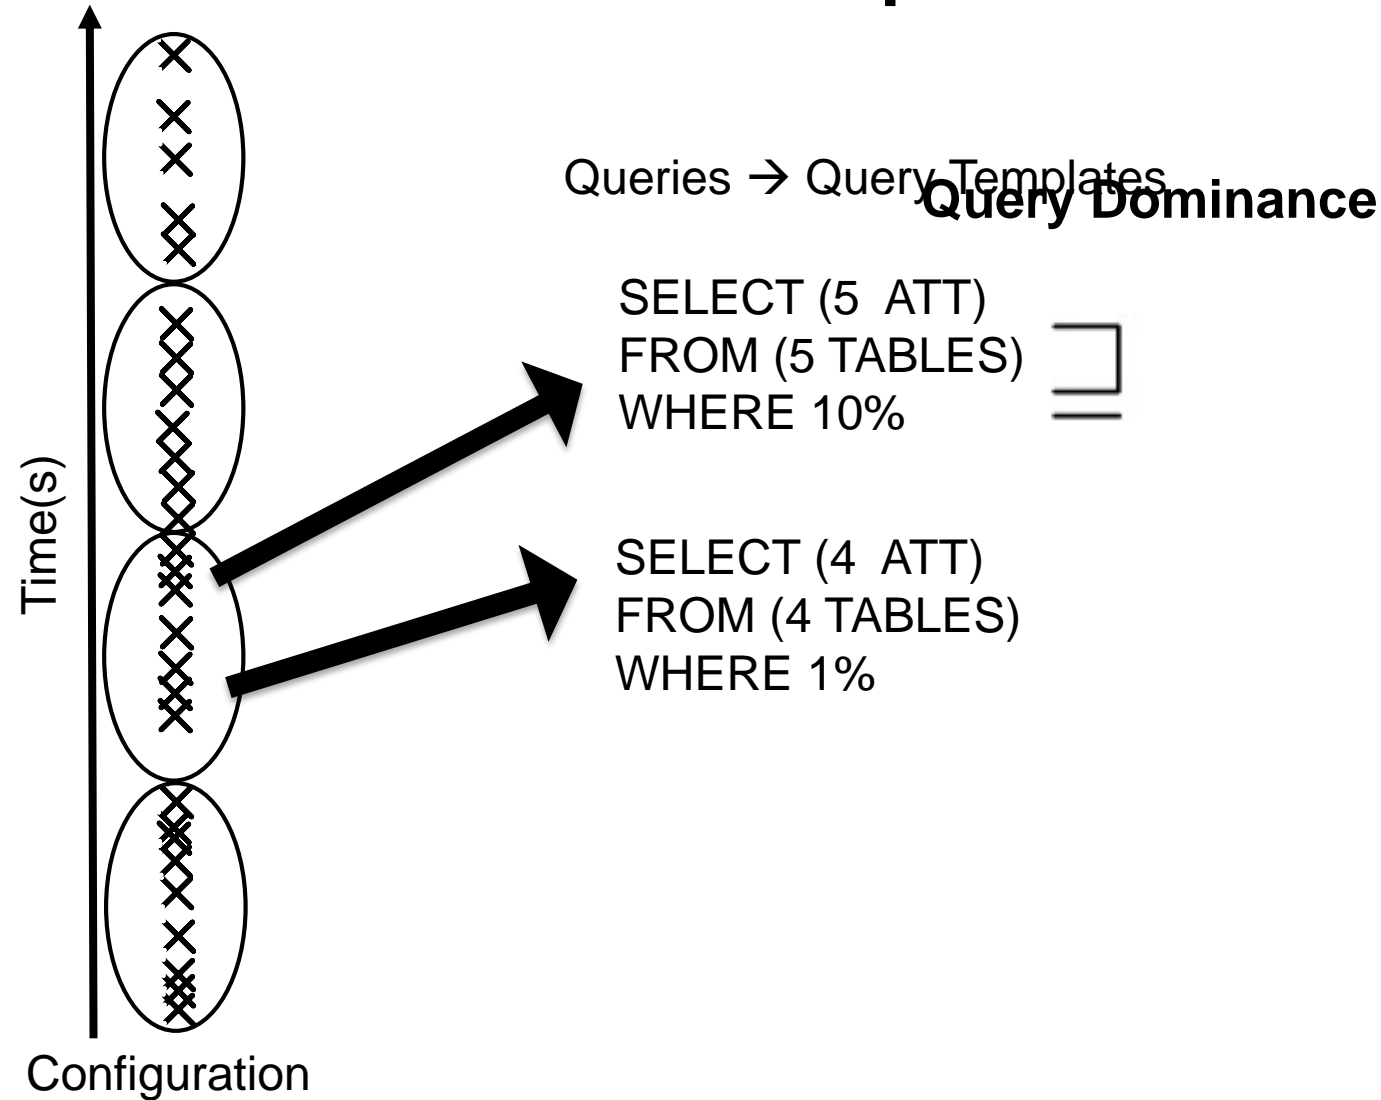 Queries → Query Templates
Query Dominance
SELECT (5 ATT)
FROM (5 TABLES)
WHERE 10%
⊒
SELECT (4 ATT)
FROM (4 TABLES)
WHERE 1%
Time(s)
Configuration